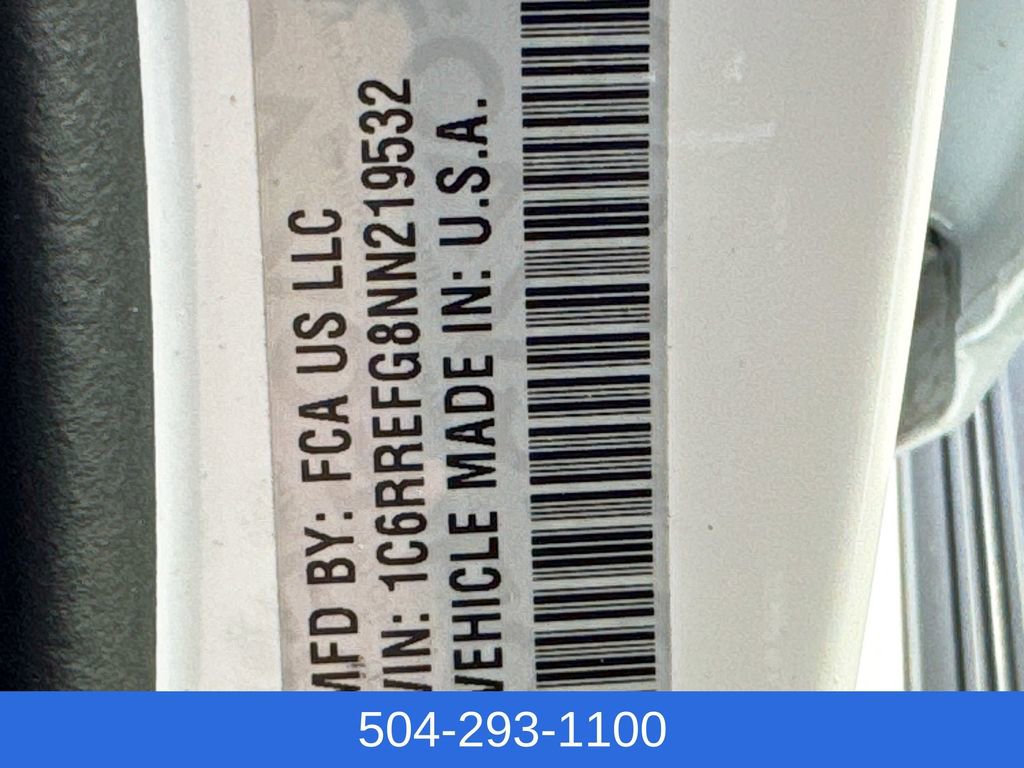 MFD BY: FCA US LLC
VIN: 1C6RREFG8NN219532
VEHICLE MADE IN: U.S.A.
504-293-1100